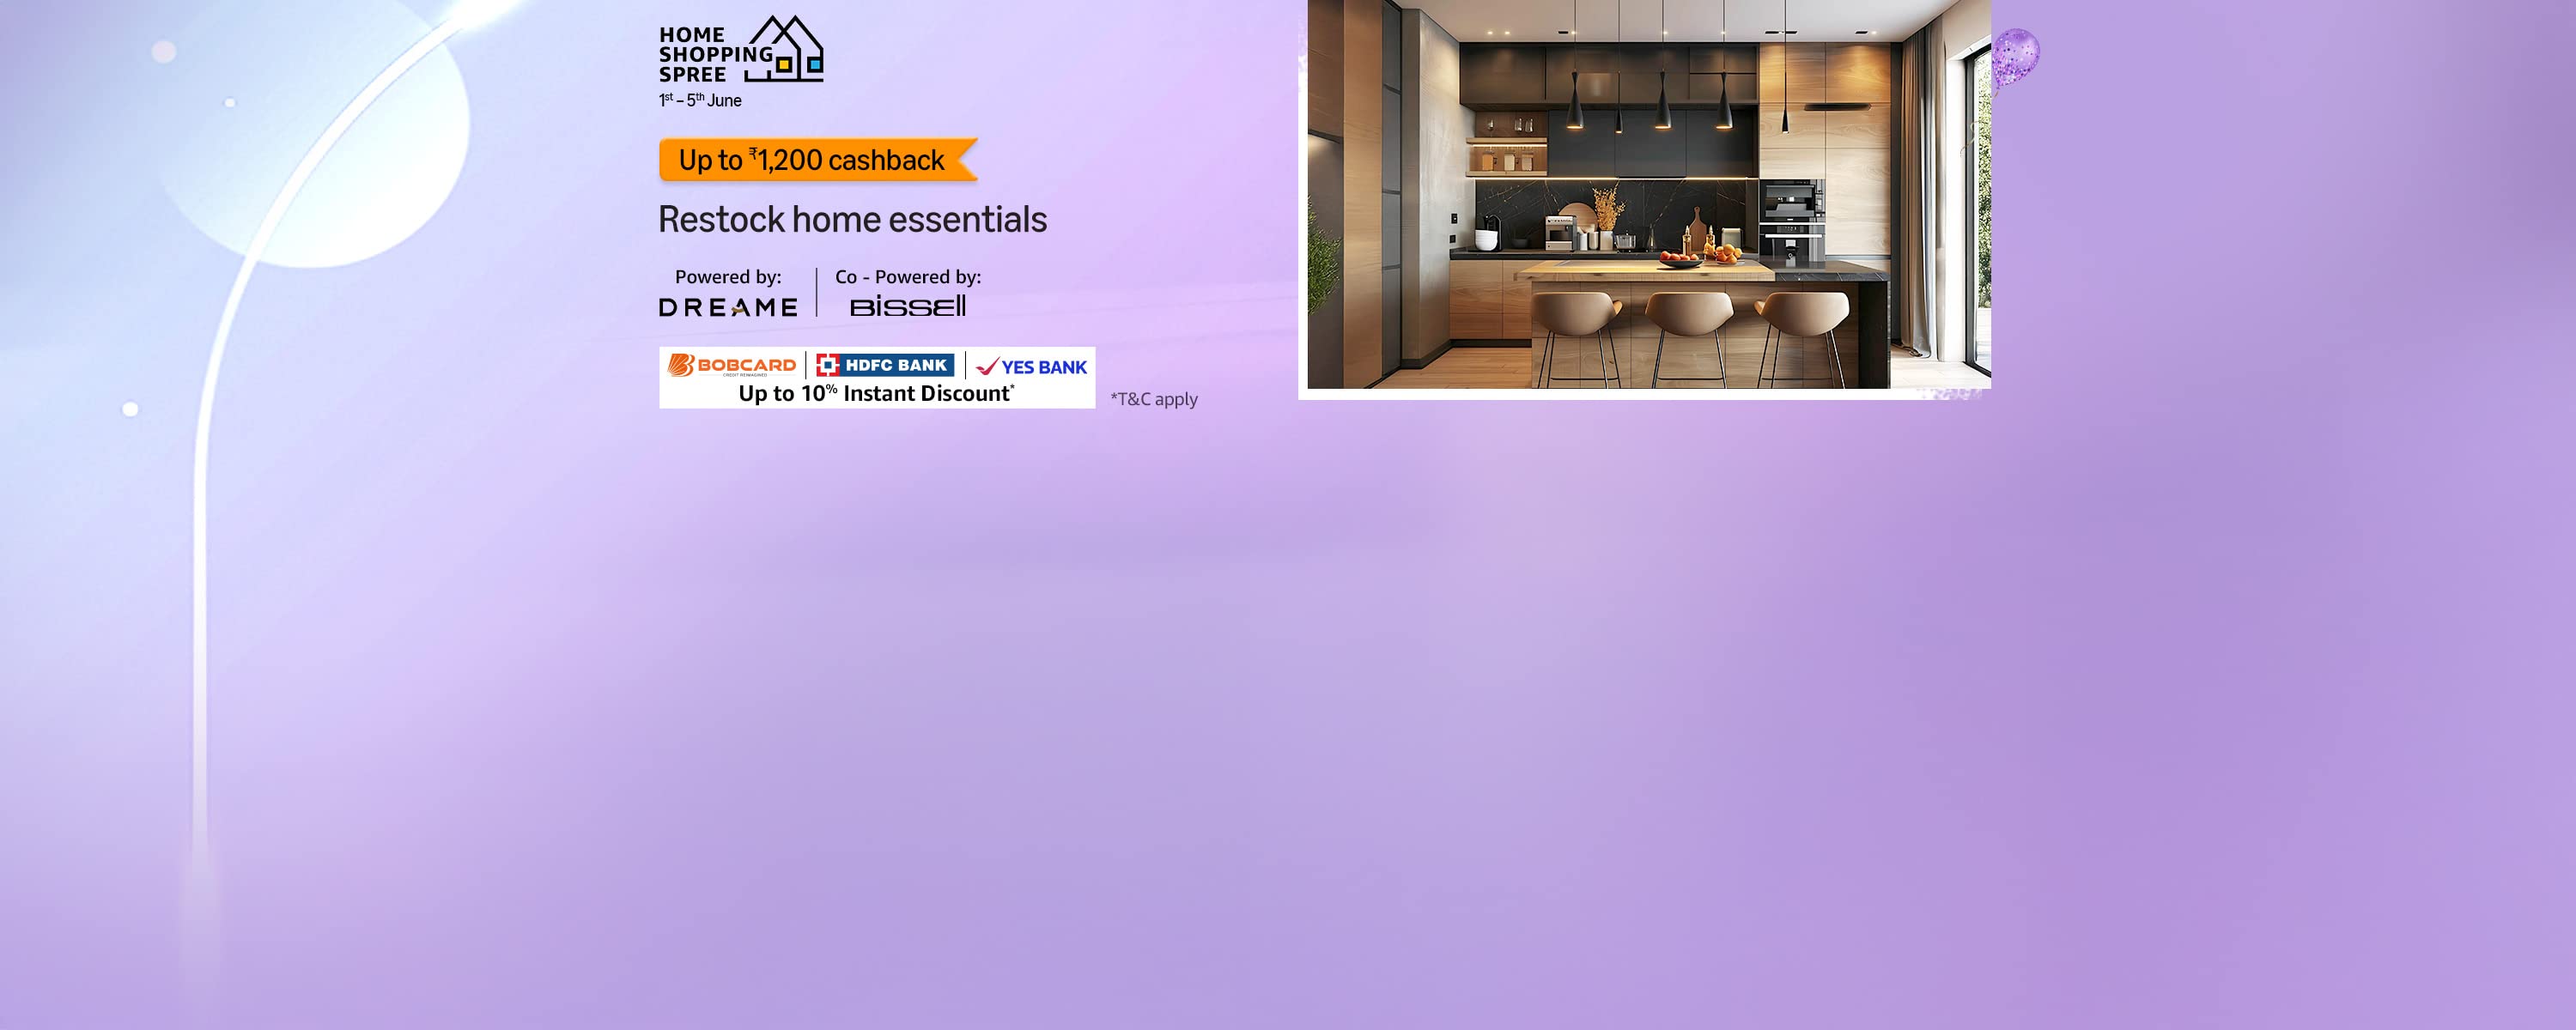 HOME
SHOPPING
SPREE
1st – 5th June
Up to ₹1,200 cashback
Restock home essentials
Powered by:
DREAME
Co - Powered by:
BISSELL
BOBCARD
CREDIT REIMAGINED
HDFC BANK
YES BANK
Up to 10% Instant Discount*
*T&C apply